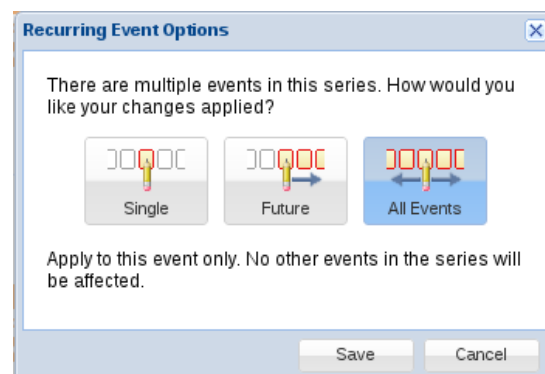 Recurring Event Options
There are multiple events in this series. How would you
like your changes applied?
Single Future All Events
Apply to this event only. No other events in the series will
be affected.
Save Cancel